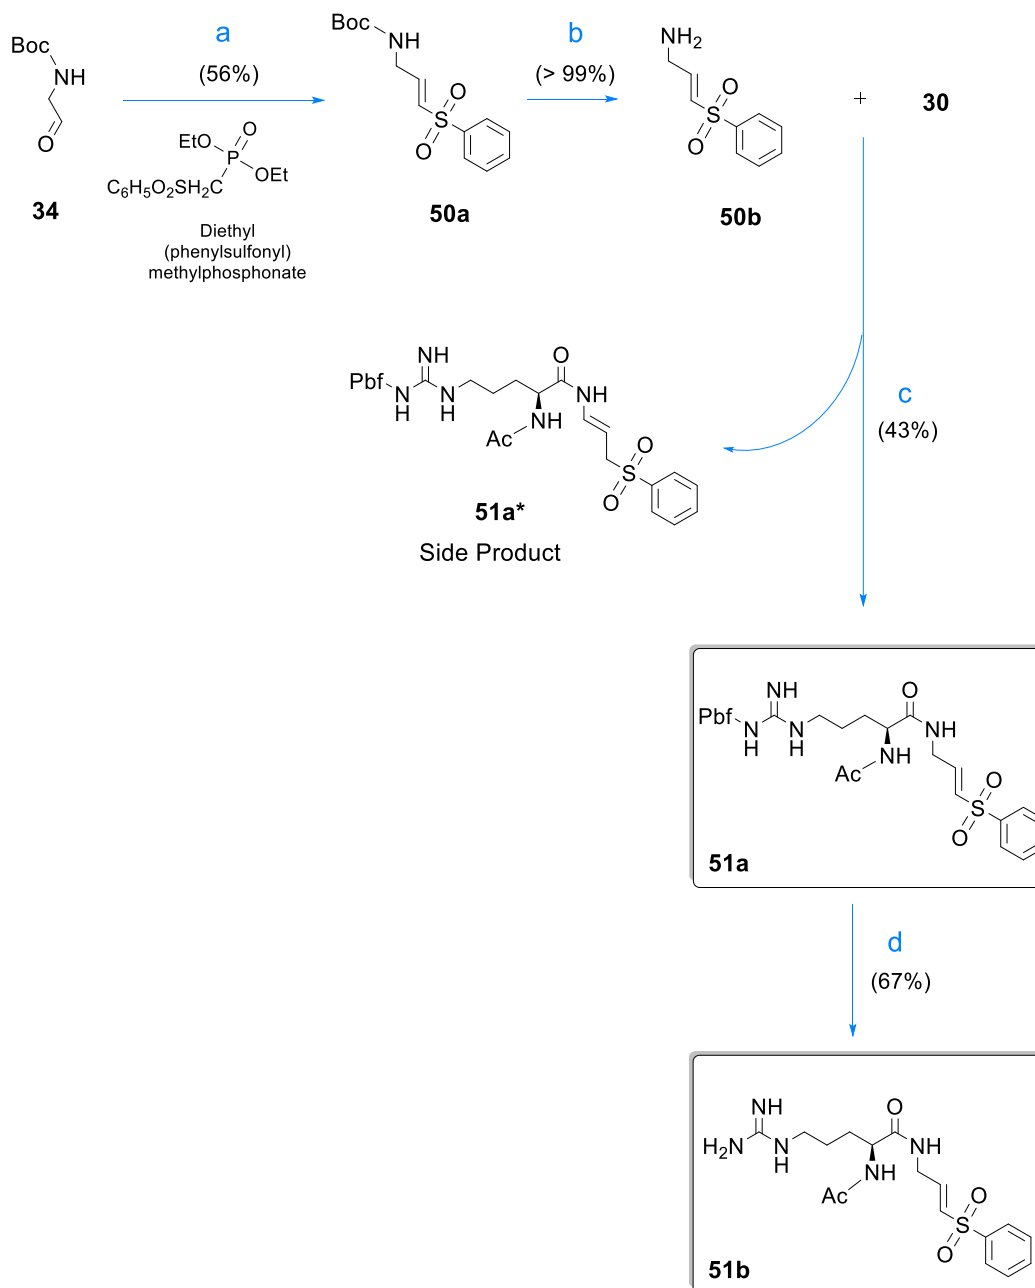 Boc
NH
O
34
a
(56%)
OEt
O
P
OEt
C6H5O2SH2C
Diethyl
(phenylsulfonyl)
methylphosphonate
Boc
NH
O
S
O
50a
b
(> 99%)
NH2
O
S
O
50b
+
30
NH
Pbf
N
H
N
H
O
NH
NH
Ac
O
S
O
51a*
Side Product
c
(43%)
NH
Pbf
N
H
N
H
O
NH
NH
Ac
O
S
O
51a
d
(67%)
NH
H2N
N
H
O
NH
NH
Ac
O
S
O
51b